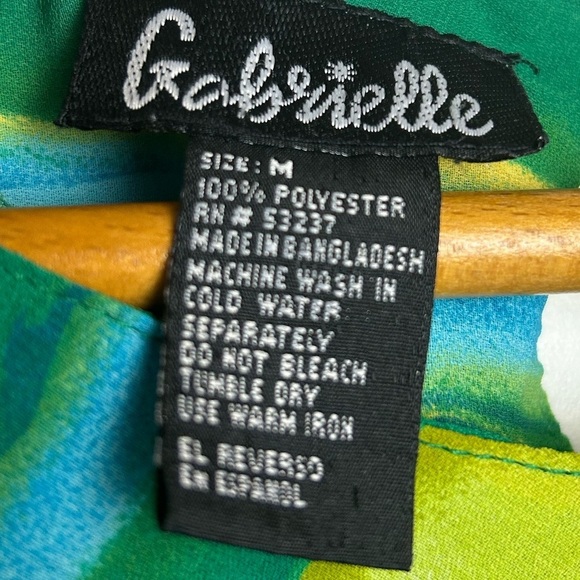 Gabrielle
SIZE: M
100% POLYESTER
RN # 53237
MADE IN BANGLADESH
MACHINE WASH IN
COLD WATER
SEPARATELY
DO NOT BLEACH
TUMBLE DRY
USE WARM IRON
EL REVERSO
EN ESPANOL